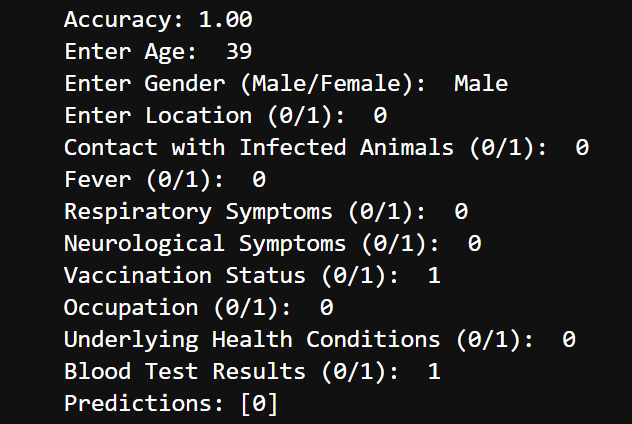 Accuracy: 1.00
Enter Age:  39
Enter Gender (Male/Female):  Male
Enter Location (0/1):  0
Contact with Infected Animals (0/1):  0
Fever (0/1):  0
Respiratory Symptoms (0/1):  0
Neurological Symptoms (0/1):  0
Vaccination Status (0/1):  1
Occupation (0/1):  0
Underlying Health Conditions (0/1):  0
Blood Test Results (0/1):  1
Predictions: [0]